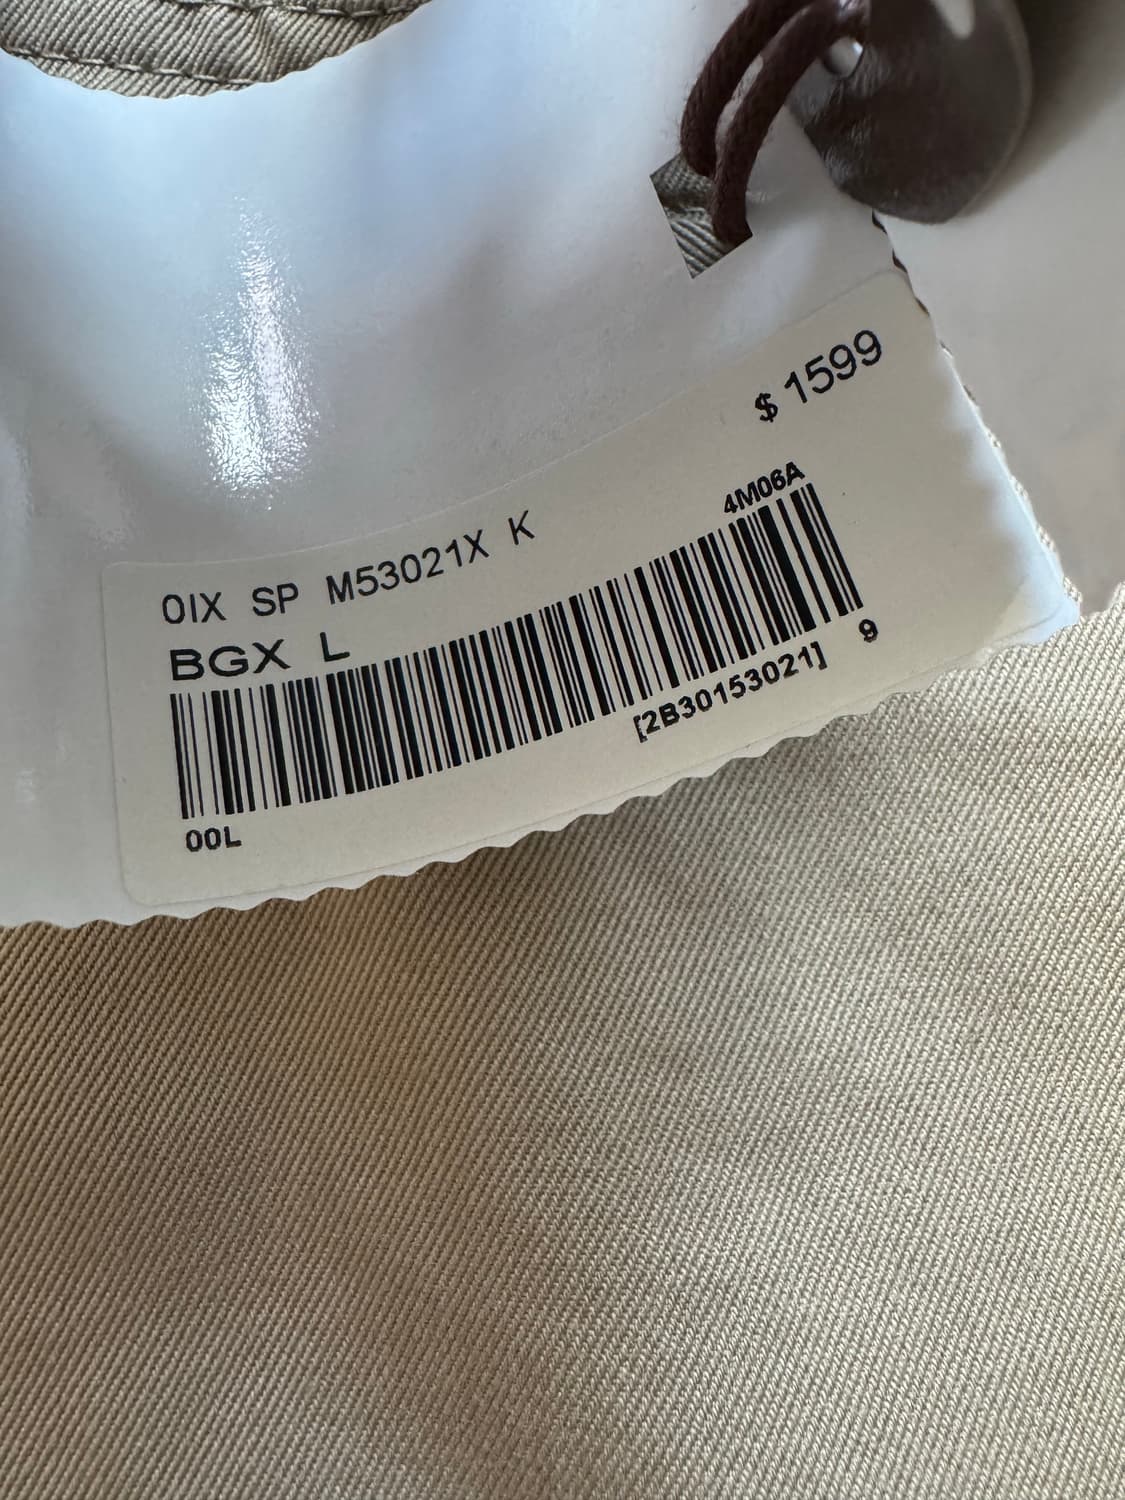 $ 1599
4M06A
0IX SP M53021X K
BGX L
[2B30153021] 9
00L